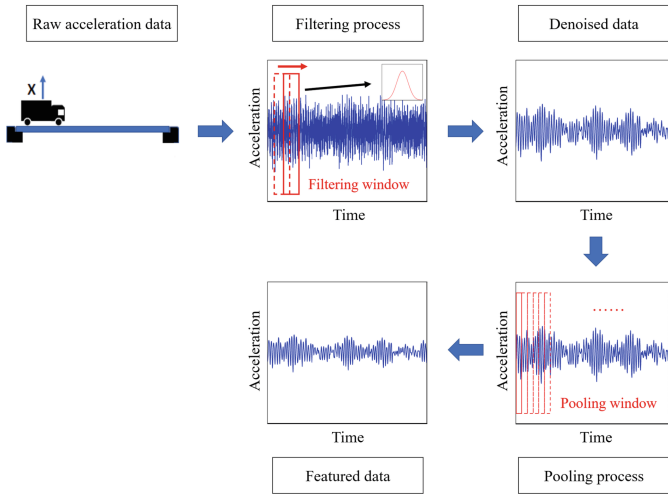 Raw acceleration data
Filtering process
Denoised data
X
Acceleration
Filtering window
Time
Acceleration
Time
Acceleration
Time
Acceleration
......
Pooling window
Time
Featured data
Pooling process